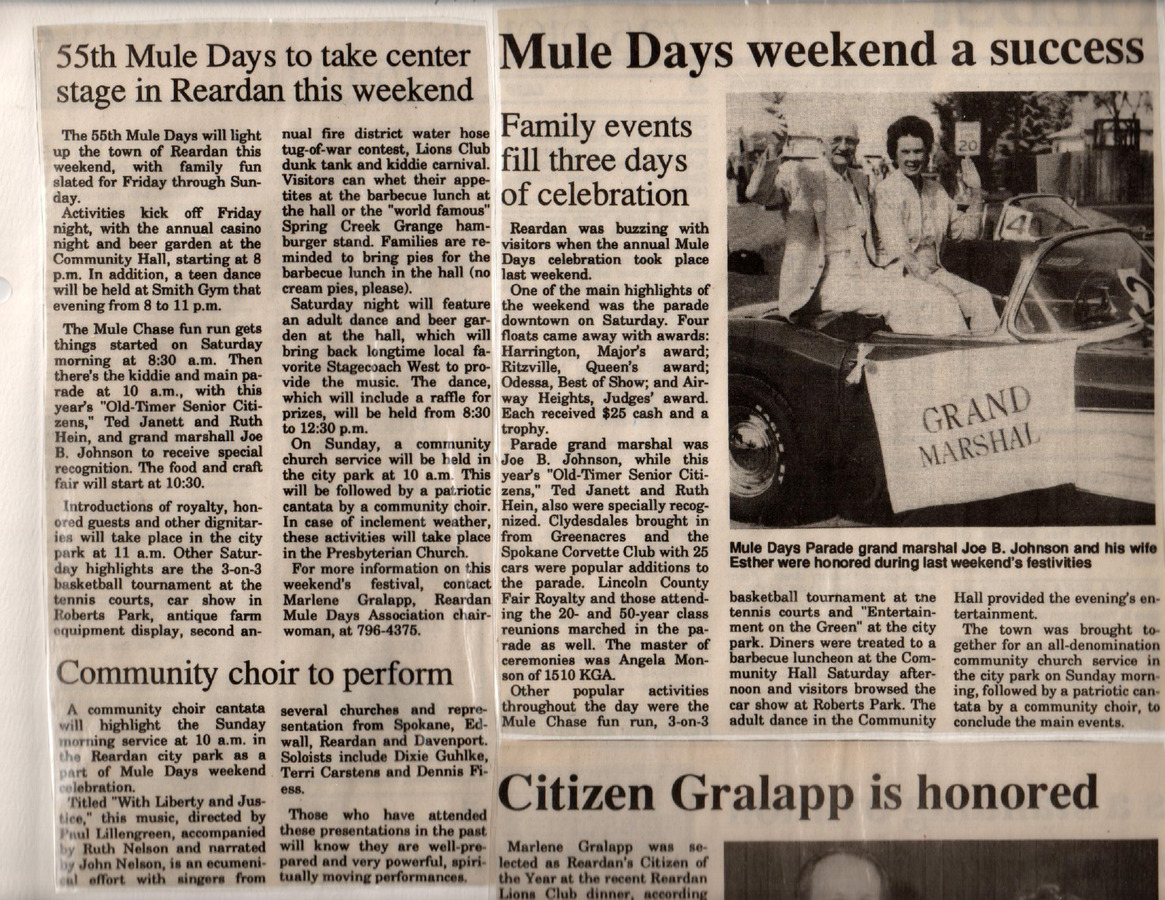 55th Mule Days to take center
stage in Reardan this weekend
The 55th Mule Days will light
up the town of Reardan this
weekend, with family fun
slated for Friday through Sun-
day.
Activities kick off Friday
night, with the annual casino
night and beer garden at the
Community Hall, starting at 8
p.m. In addition, a teen dance
will be held at Smith Gym that
evening from 8 to 11 p.m.
The Mule Chase fun run gets
things started on Saturday
morning at 8:30 a.m. Then
there's the kiddie and main pa-
rade at 10 a.m., with this
year's "Old-Timer Senior Citi-
zens," Ted Janett and Ruth
Hein, and grand marshall Joe
B. Johnson to receive special
recognition. The food and craft
fair will start at 10:30.
Introductions of royalty, hon-
ored guests and other dignitar-
ies will take place in the city
park at 11 a.m. Other Satur-
day highlights are the 3-on-3
basketball tournament at the
tennis courts, car show in
Roberts Park, antique farm
equipment display, second an-
nual fire district water hose
tug-of-war contest, Lions Club
dunk tank and kiddie carnival.
Visitors can whet their appe-
tites at the barbecue lunch at
the hall or the "world famous"
Spring Creek Grange ham-
burger stand. Families are re-
minded to bring pies for the
barbecue lunch in the hall (no
cream pies, please).
Saturday night will feature
an adult dance and beer gar-
den at the hall, which will
bring back longtime local fa-
vorite Stagecoach West to pro-
vide the music. The dance,
which will include a raffle for
prizes, will be held from 8:30
to 12:30 p.m.
On Sunday, a community
church service will be held in
the city park at 10 a.m. This
will be followed by a patriotic
cantata by a community choir.
In case of inclement weather,
these activities will take place
in the Presbyterian Church.
For more information on this
weekend's festival, contact
Marlene Gralapp, Reardan
Mule Days Association chair-
woman, at 796-4375.
Community choir to perform
A community choir cantata
will highlight the Sunday
morning service at 10 a.m. in
the Reardan city park as a
part of Mule Days weekend
celebration.
Titled "With Liberty and Jus-
tice," this music, directed by
Paul Lillengreen, accompanied
by Ruth Nelson and narrated
by John Nelson, is an ecumeni-
cal effort with singers from
several churches and repre-
sentation from Spokane, Ed-
wall, Reardan and Davenport.
Soloists include Dixie Guhlke,
Terri Carstens and Dennis Fi-
ess.
Those who have attended
these presentations in the past
will know they are well-pre-
pared and very powerful, spiri-
tually moving performances.
Mule Days weekend a success
Family events
fill three days
of celebration
Reardan was buzzing with
visitors when the annual Mule
Days celebration took place
last weekend.
One of the main highlights of
the weekend was the parade
downtown on Saturday. Four
floats came away with awards:
Harrington, Major's award;
Ritzville, Queen's award;
Odessa, Best of Show; and Air-
way Heights, Judges' award.
Each received $25 cash and a
trophy.
Parade grand marshal was
Joe B. Johnson, while this
year's "Old-Timer Senior Citi-
zens," Ted Janett and Ruth
Hein, also were specially recog-
nized. Clydesdales brought in
from Greenacres and the
Spokane Corvette Club with 25
cars were popular additions to
the parade. Lincoln County
Fair Royalty and those attend-
ing the 20- and 50-year class
reunions marched in the pa-
rade as well. The master of
ceremonies was Angela Mon-
son of 1510 KGA.
Other popular activities
throughout the day were the
Mule Chase fun run, 3-on-3
20
4
GRAND
MARSHAL
Mule Days Parade grand marshal Joe B. Johnson and his wife
Esther were honored during last weekend's festivities
basketball tournament at the
tennis courts and "Entertain-
ment on the Green" at the city
park. Diners were treated to a
barbecue luncheon at the Com-
munity Hall Saturday after-
noon and visitors browsed the
car show at Roberts Park. The
adult dance in the Community
Hall provided the evening's en-
tertainment.
The town was brought to-
gether for an all-denomination
community church service in
the city park on Sunday morn-
ing, followed by a patriotic can-
tata by a community choir, to
conclude the main events.
Citizen Gralapp is honored
Marlene Gralapp was se-
lected as Reardan's Citizen of
the Year at the recent Reardan
Lions Club dinner, according